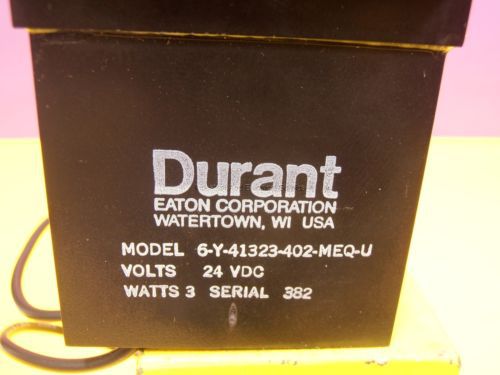 Durant
EATON CORPORATION
WATERTOWN, WI USA
MODEL 6-Y-41323-402-MEQ-U
VOLTS 24 VDC
WATTS 3 SERIAL 382